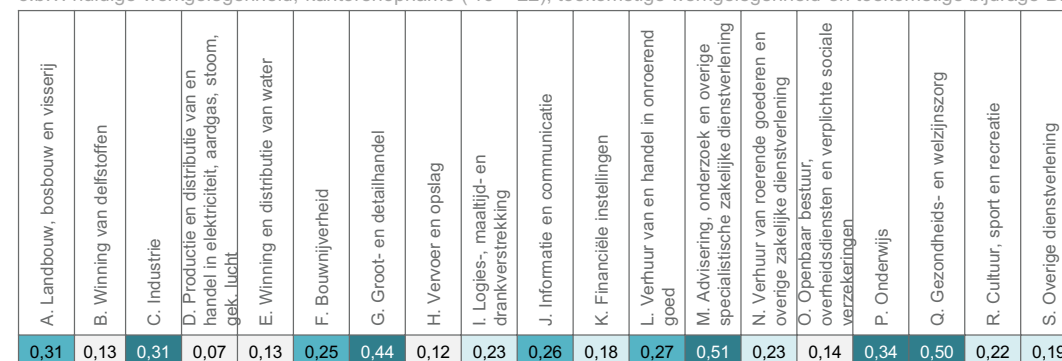 A. Landbouw, bosbouw en visserij
B. Winning van delfstoffen
C. Industrie
D. Productie en distributie van en
handel in elektriciteit, aardgas, stoom,
gek. lucht
E. Winning en distributie van water
F. Bouwnijverheid
G. Groot- en detailhandel
H. Vervoer en opslag
I. Logies-, maaltijd- en
drankverstrekking
J. Informatie en communicatie
K. Financiële instellingen
L. Verhuur van en handel in onroerend
goed
M. Advisering, onderzoek en overige
specialistische zakelijke dienstverlening
N. Verhuur van roerende goederen en
overige zakelijke dienstverlening
O. Openbaar bestuur,
overheidsdiensten en verplichte sociale
verzekeringen
P. Onderwijs
Q. Gezondheids- en welzijnszorg
R. Cultuur, sport en recreatie
S. Overige dienstverlening
0,31 0,13 0,31 0,07 0,13 0,25 0,44 0,12 0,23 0,26 0,18 0,27 0,51 0,23 0,14 0,34 0,50 0,22